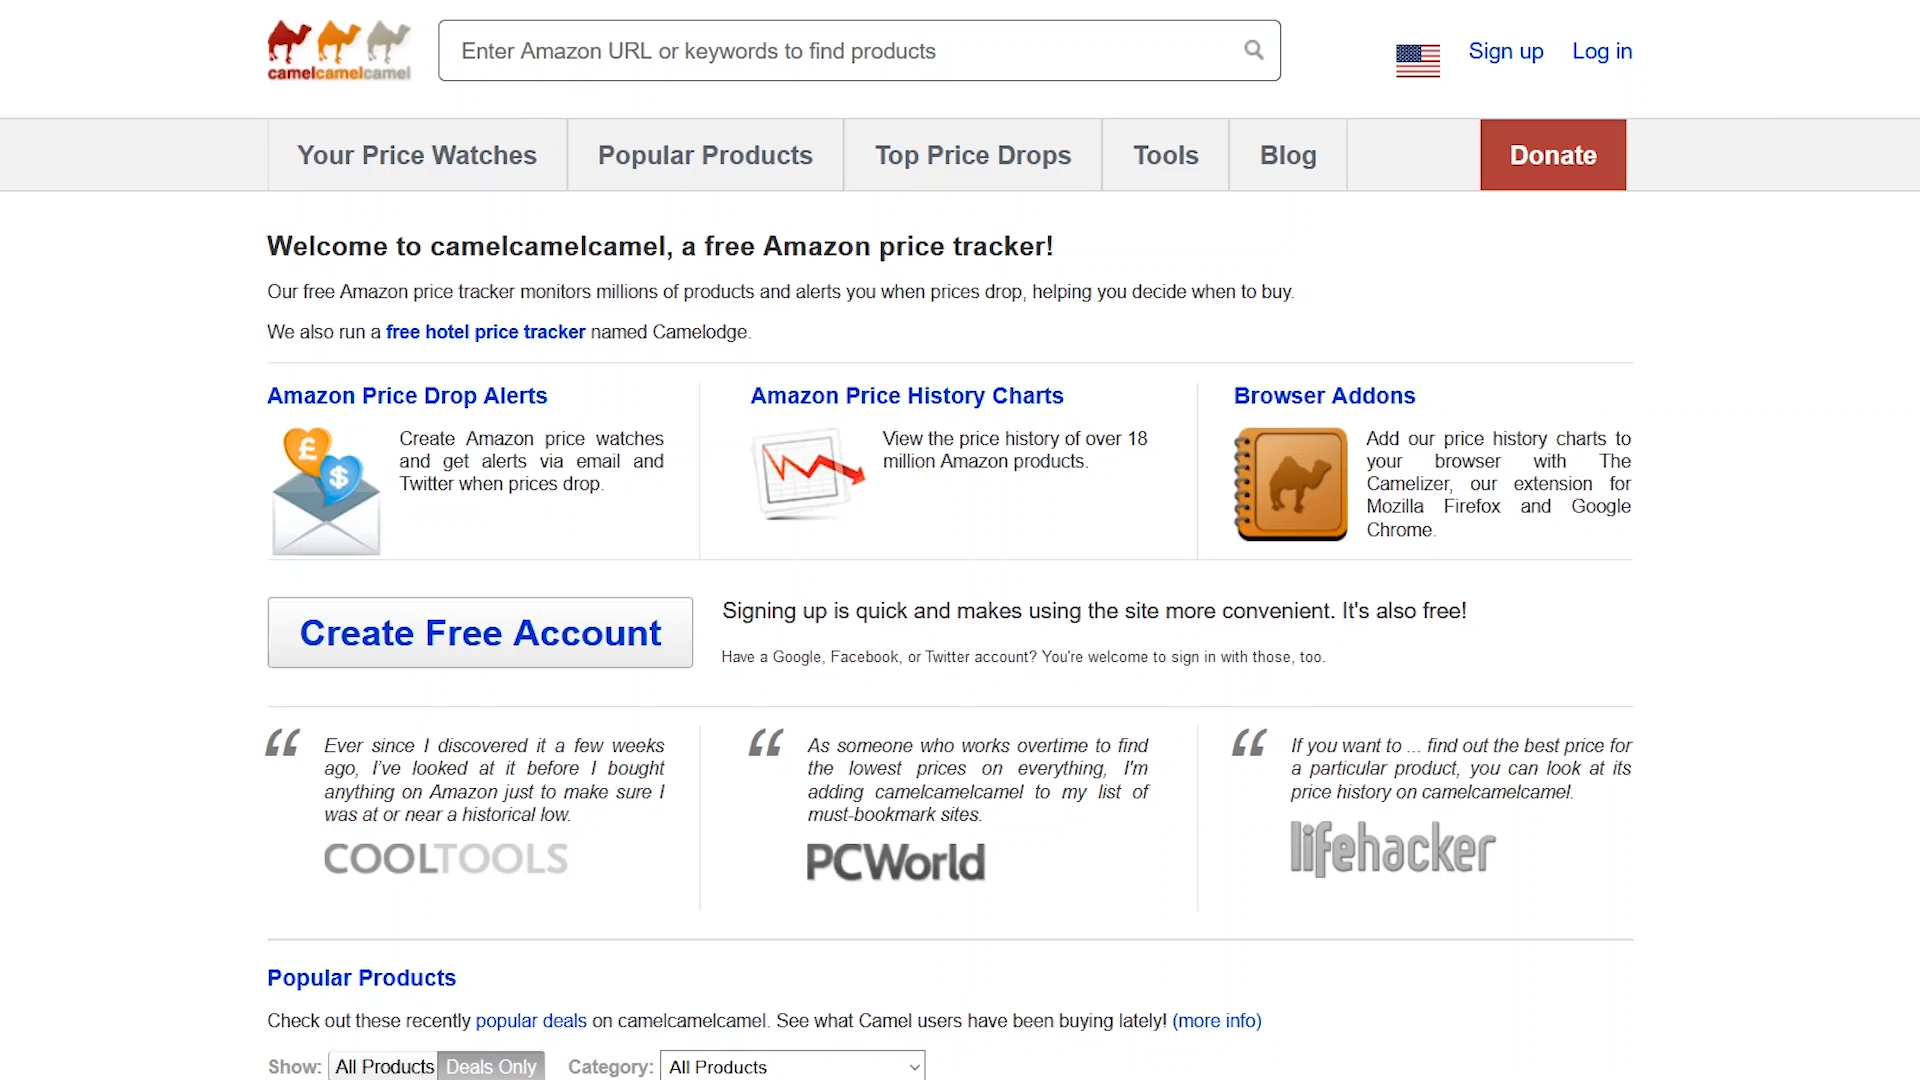 camelcamelcamel
Enter Amazon URL or keywords to find products
Sign up Log in
Your Price Watches Popular Products Top Price Drops Tools Blog Donate
Welcome to camelcamelcamel, a free Amazon price tracker!
Our free Amazon price tracker monitors millions of products and alerts you when prices drop, helping you decide when to buy.
We also run a free hotel price tracker named Camelodge.
Amazon Price Drop Alerts
£
$
Create Amazon price watches
and get alerts via email and
Twitter when prices drop.
Amazon Price History Charts
View the price history of over 18
million Amazon products.
Browser Addons
Add our price history charts to
your browser with The
Camelizer, our extension for
Mozilla Firefox and Google
Chrome.
Create Free Account
Signing up is quick and makes using the site more convenient. It's also free!
Have a Google, Facebook, or Twitter account? You're welcome to sign in with those, too.
“ Ever since I discovered it a few weeks
ago, I’ve looked at it before I bought
anything on Amazon just to make sure I
was at or near a historical low.
COOLTOOLS
“ As someone who works overtime to find
the lowest prices on everything, I'm
adding camelcamelcamel to my list of
must-bookmark sites.
PCWorld
“ If you want to ... find out the best price for
a particular product, you can look at its
price history on camelcamelcamel.
lifehacker
Popular Products
Check out these recently popular deals on camelcamelcamel. See what Camel users have been buying lately! (more info)
Show: All Products Deals Only Category: All Products